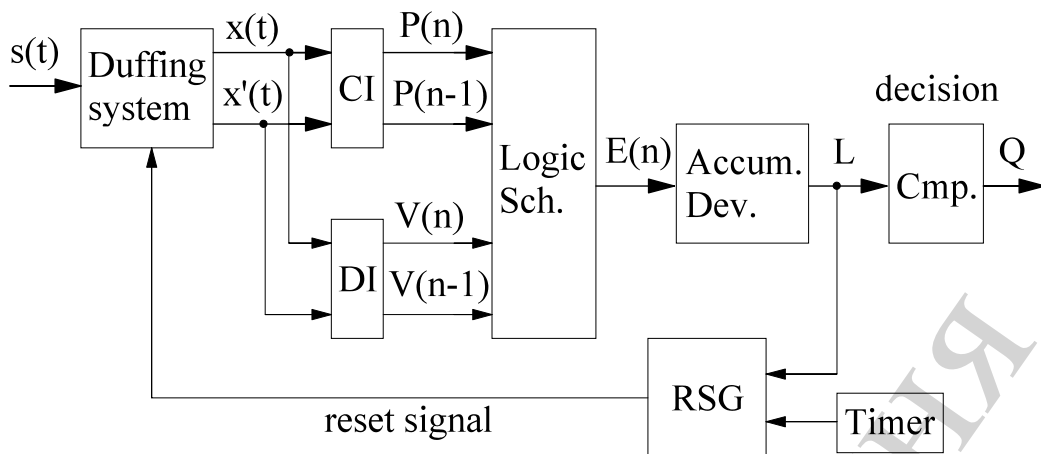 s(t)
Duffing
system
x(t)
x'(t)
CI
P(n)
P(n-1)
DI
V(n)
V(n-1)
Logic
Sch.
E(n)
Accum.
Dev.
L
decision
Cmp.
Q
RSG
Timer
reset signal